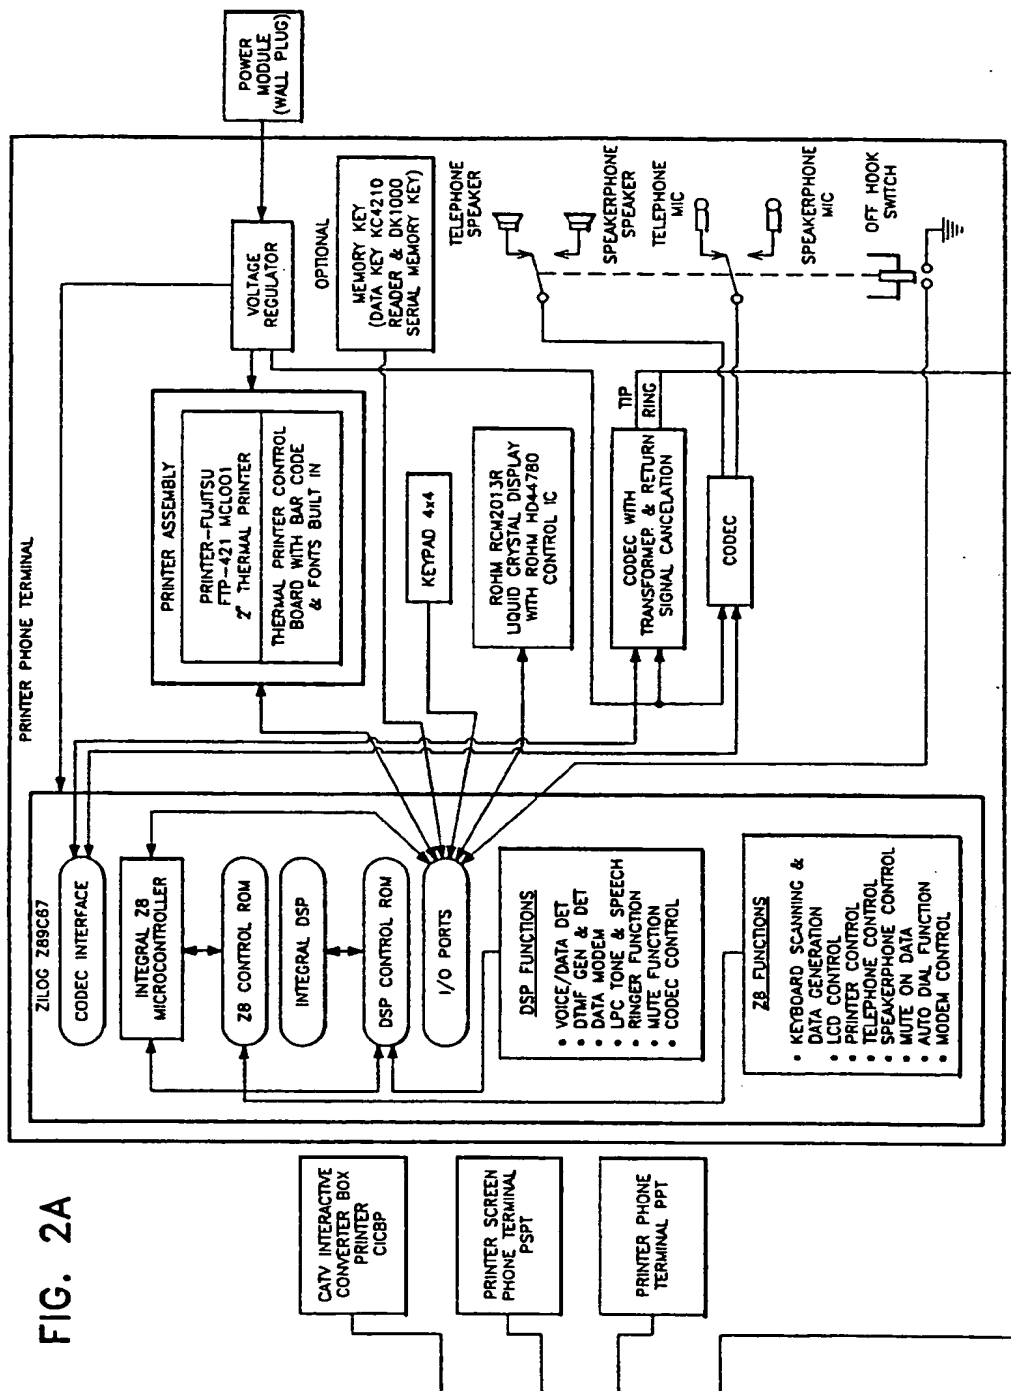 FIG. 2A
PRINTER PHONE TERMINAL
ZILOG Z89C67
CODEC INTERFACE
INTEGRAL Z8
MICROCONTROLLER
Z8 CONTROL ROM
INTEGRAL DSP
DSP CONTROL ROM
I/O PORTS
DSP FUNCTIONS
• VOICE/DATA DET
• DTMF GEN & DET
• DATA MODEM
• LPC TONE & SPEECH
• RINGER FUNCTION
• MUTE FUNCTION
• CODEC CONTROL
Z8 FUNCTIONS
• KEYBOARD SCANNING &
DATA GENERATION
• LCD CONTROL
• PRINTER CONTROL
• TELEPHONE CONTROL
• SPEAKERPHONE CONTROL
• MUTE ON DATA
• AUTO DIAL FUNCTION
• MODEM CONTROL
PRINTER ASSEMBLY
PRINTER-FUJITSU
FTP-421 MCL001
2" THERMAL PRINTER
THERMAL PRINTER CONTROL
BOARD WITH BAR CODE
& FONTS BUILT IN
KEYPAD 4x4
ROHM RCM2013R
LIQUID CRYSTAL DISPLAY
WITH ROHM HD44780
CONTROL IC
CODEC WITH
TRANSFORMER & RETURN
SIGNAL CANCELATION
TIP
RING
CODEC
VOLTAGE
REGULATOR
OPTIONAL
MEMORY KEY
(DATA KEY KC4210
READER & DK1000
SERIAL MEMORY KEY)
TELEPHONE
SPEAKER
SPEAKERPHONE
SPEAKER
TELEPHONE
MIC
SPEAKERPHONE
MIC
OFF HOOK
SWITCH
POWER
MODULE
(WALL PLUG)
CATV INTERACTIVE
CONVERTER BOX
PRINTER
CICBP
PRINTER SCREEN
PHONE TERMINAL
PSPT
PRINTER PHONE
TERMINAL PPT